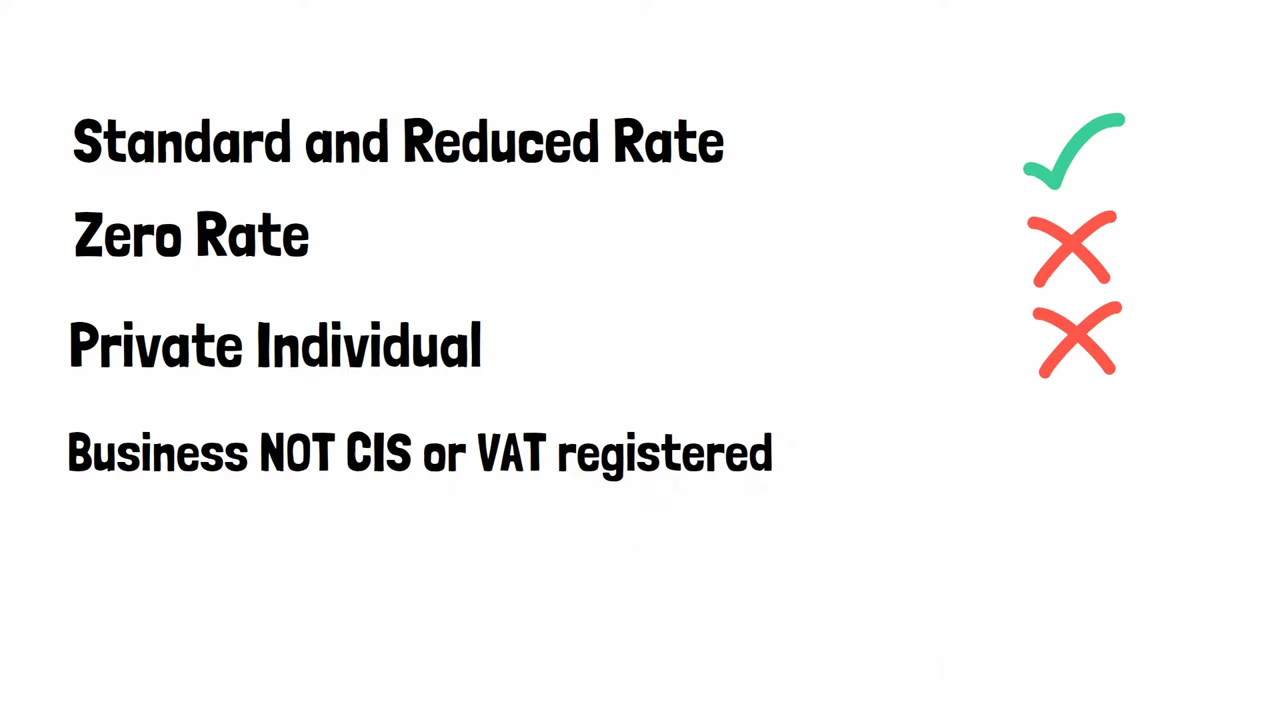 Standard and Reduced Rate
Zero Rate
Private Individual
Business NOT CIS or VAT registered